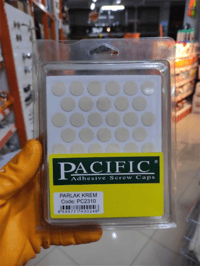 PACIFIC®
Adhesive Screw Caps
PARLAK KREM
Code: PC2310